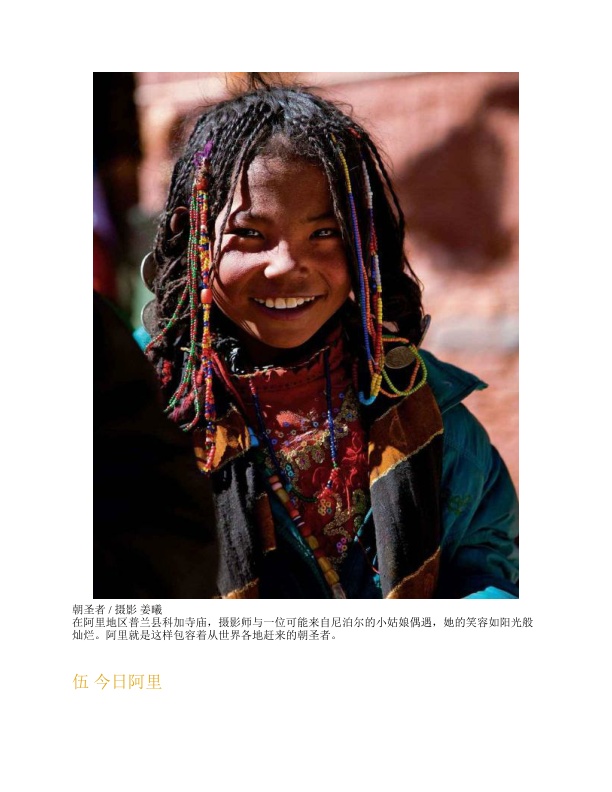 朝圣者 / 摄影 姜曦
在阿里地区普兰县科加寺庙，摄影师与一位可能来自尼泊尔的小姑娘偶遇，她的笑容如阳光般
灿烂。阿里就是这样包容着从世界各地赶来的朝圣者。
伍 今日阿里